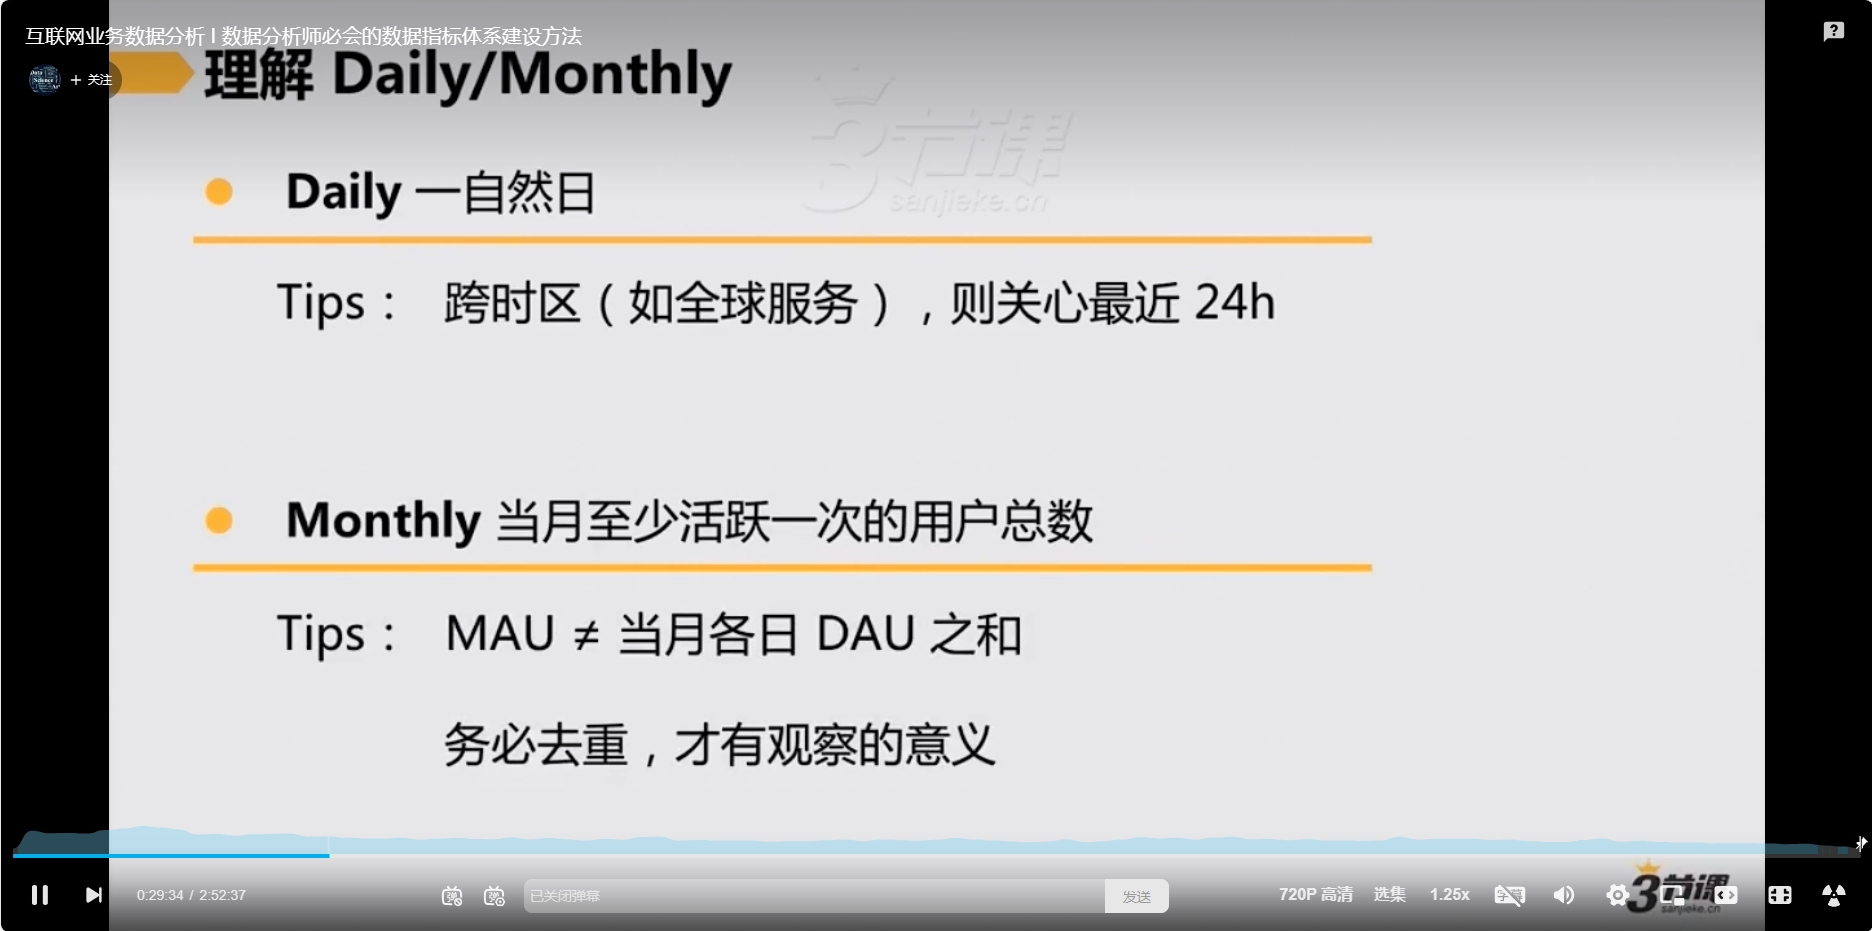 互联网业务数据分析 | 数据分析师必会的数据指标体系建设方法
+ 关注
理解 Daily/Monthly
3节课
sanjieke.cn
Daily 一自然日
Tips： 跨时区（如全球服务），则关心最近 24h
Monthly 当月至少活跃一次的用户总数
Tips： MAU ≠ 当月各日 DAU 之和
务必去重，才有观察的意义
0:29:34 / 2:52:37
已关闭弹幕
发送
720P 高清
选集
1.25x
3节课
sanjieke.cn